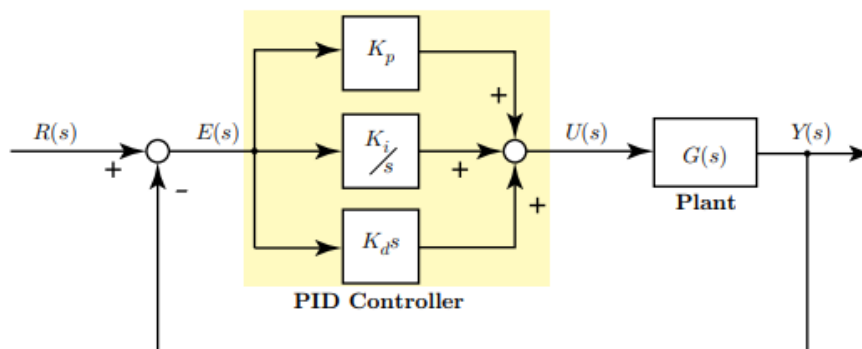 K_p
R(s)
E(s)
K_i
/s
U(s)
G(s)
Y(s)
+
+
+
+
–
K_d s
Plant
PID Controller